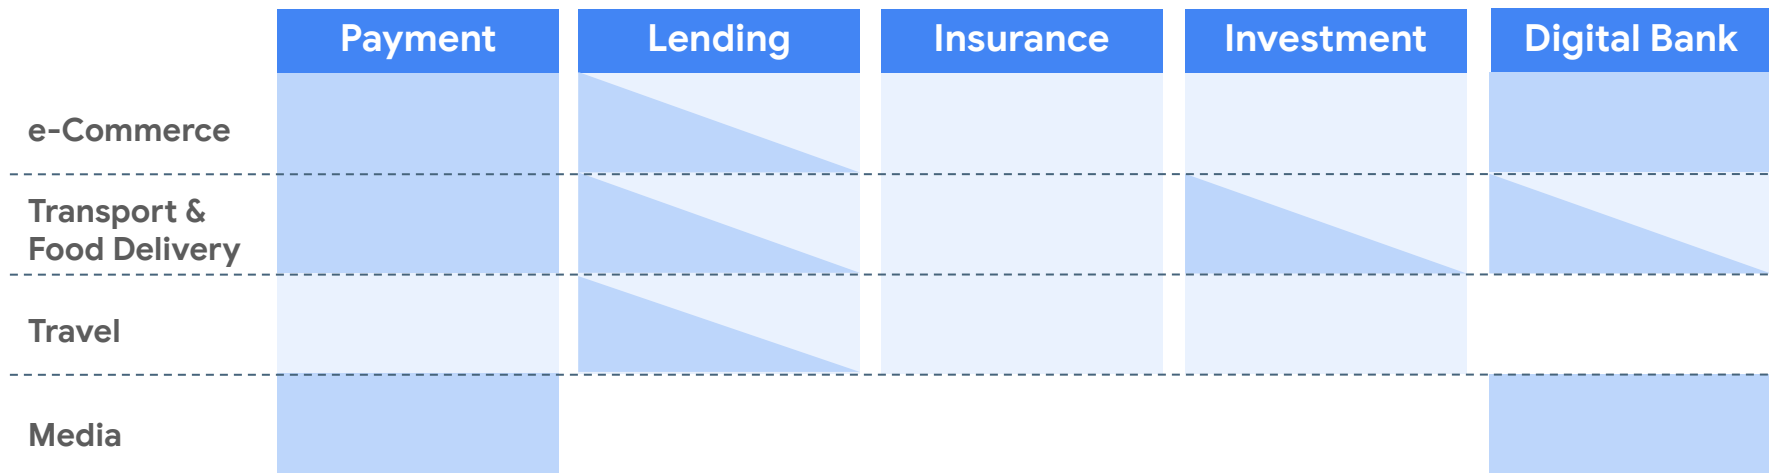 Payment
Lending
Insurance
Investment
Digital Bank
e-Commerce
Transport &
Food Delivery
Travel
Media